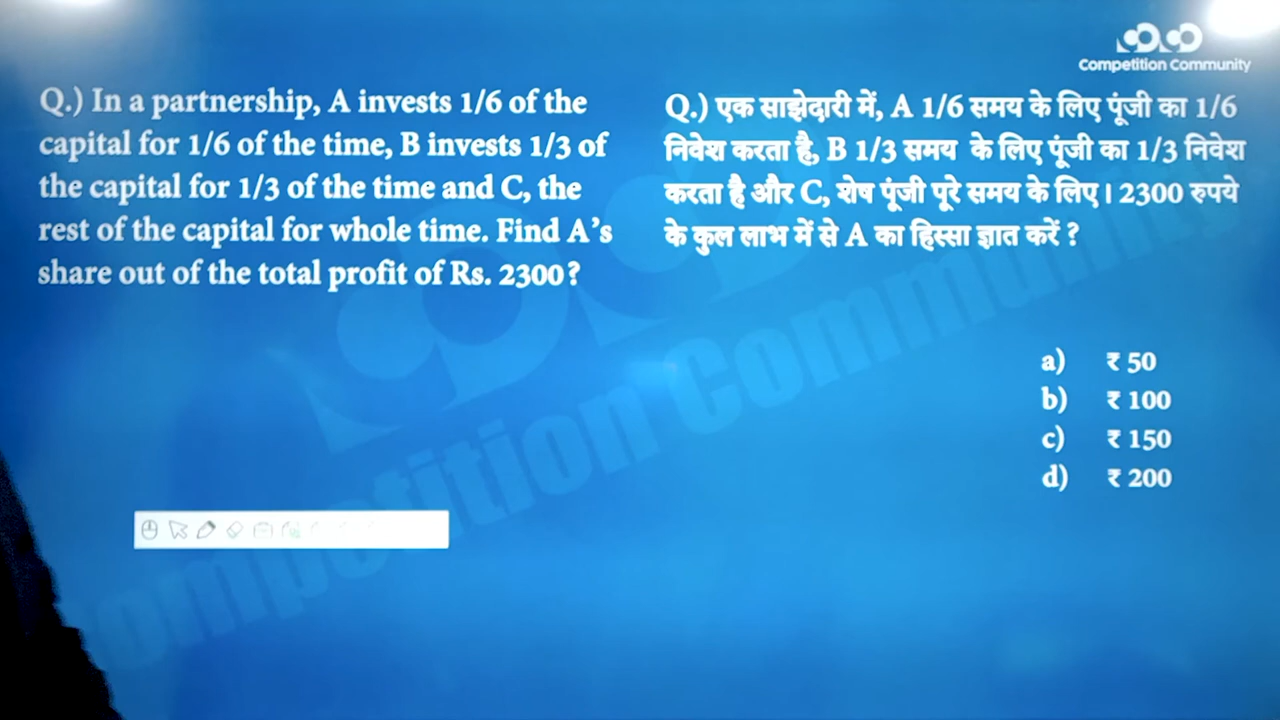 Competition Community
Q.) In a partnership, A invests 1/6 of the
capital for 1/6 of the time, B invests 1/3 of
the capital for 1/3 of the time and C, the
rest of the capital for whole time. Find A’s
share out of the total profit of Rs. 2300?
Q.) एक साझेदारी में, A 1/6 समय के लिए पूंजी का 1/6
निवेश करता है, B 1/3 समय के लिए पूंजी का 1/3 निवेश
करता है और C, शेष पूंजी पूरे समय के लिए। 2300 रुपये
के कुल लाभ में से A का हिस्सा ज्ञात करें ?
a) ₹ 50
b) ₹ 100
c) ₹ 150
d) ₹ 200
Competition Community